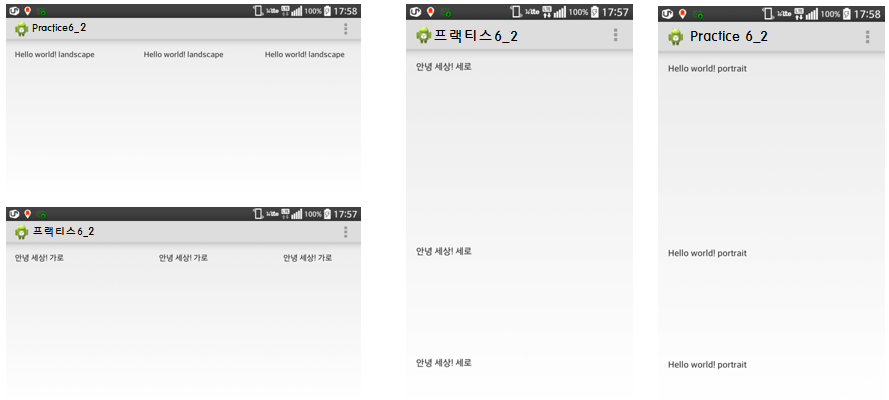 100% 17:58
Practice6_2
Hello world! landscape Hello world! landscape Hello world! landscape
100% 17:57
프랙티스6_2
안녕 세상! 가로 안녕 세상! 가로 안녕 세상! 가로
100% 17:57
프랙티스6_2
안녕 세상! 세로
안녕 세상! 세로
안녕 세상! 세로
100% 17:58
Practice 6_2
Hello world! portrait
Hello world! portrait
Hello world! portrait